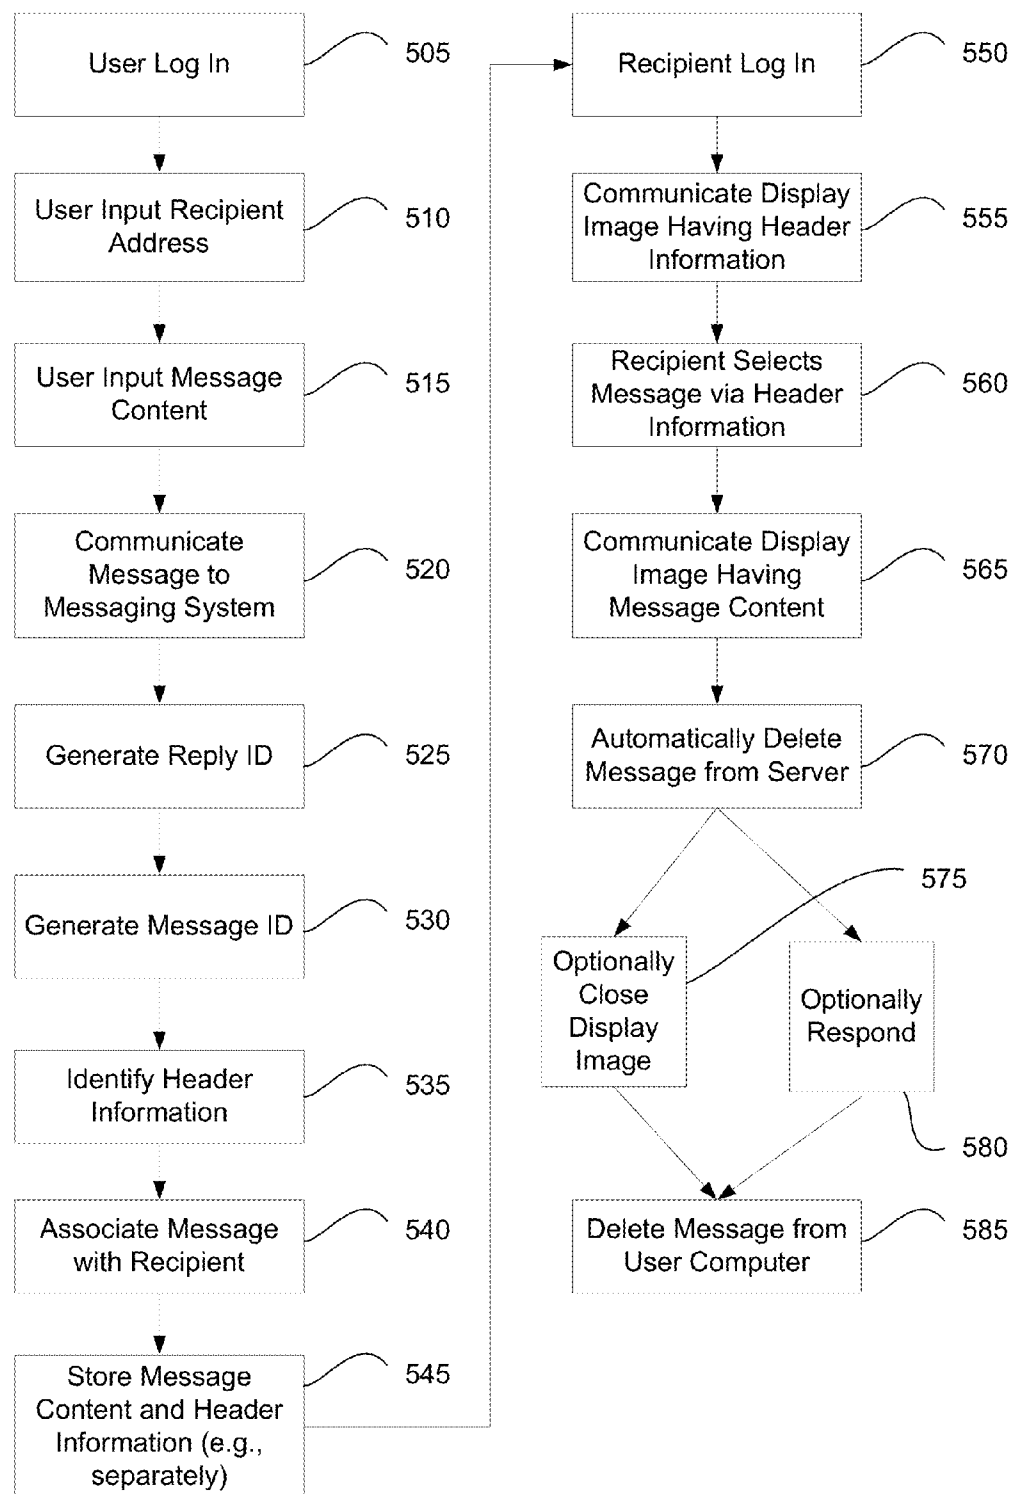 User Log In
505
User Input Recipient
Address
510
User Input Message
Content
515
Communicate
Message to
Messaging System
520
Generate Reply ID
525
Generate Message ID
530
Identify Header
Information
535
Associate Message
with Recipient
540
Store Message
Content and Header
Information (e.g.,
separately)
545
Recipient Log In
550
Communicate Display
Image Having Header
Information
555
Recipient Selects
Message via Header
Information
560
Communicate Display
Image Having
Message Content
565
Automatically Delete
Message from Server
570
Optionally
Close
Display
Image
575
Optionally
Respond
580
Delete Message from
User Computer
585